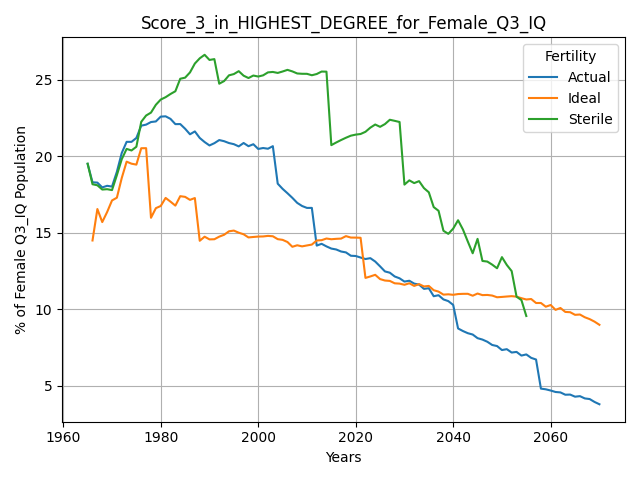 Score_3_in_HIGHEST_DEGREE_for_Female_Q3_IQ
Fertility
Actual
Ideal
Sterile
% of Female Q3_IQ Population
25
20
15
10
5
1960
1980
2000
2020
2040
2060
Years